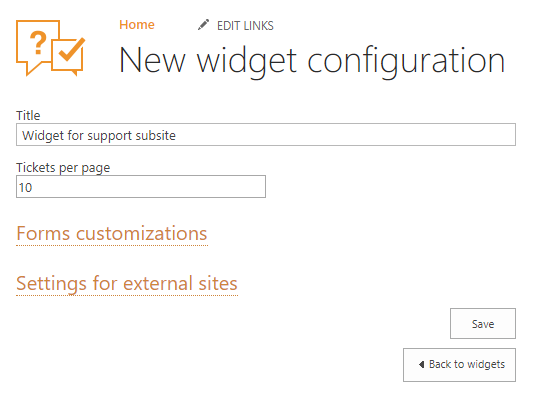 ?
Home EDIT LINKS
New widget configuration
Title
Widget for support subsite
Tickets per page
10
Forms customizations
Settings for external sites
Save
Back to widgets